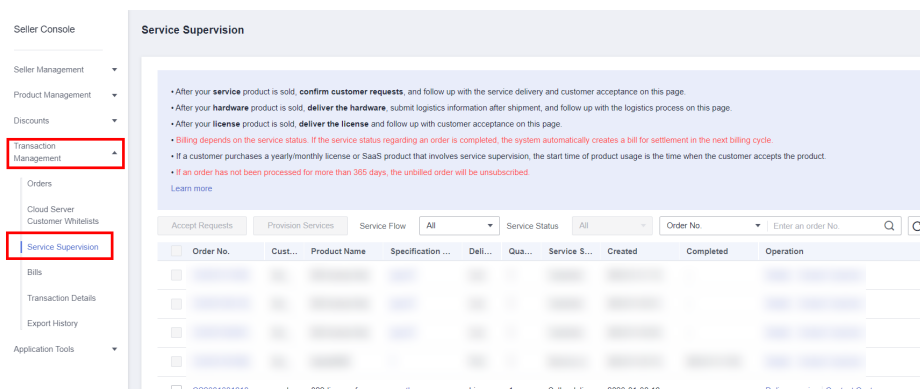 Seller Console
Service Supervision
Seller Management
Product Management
Discounts
Transaction
Management
Orders
Cloud Server
Customer Whitelists
Service Supervision
Bills
Transaction Details
Export History
Application Tools
• After your service product is sold, confirm customer requests, and follow up with the service delivery and customer acceptance on this page.
• After your hardware product is sold, deliver the hardware, submit logistics information after shipment, and follow up with the logistics process on this page.
• After your license product is sold, deliver the license and follow up with customer acceptance on this page.
• Billing depends on the service status. If the service status regarding an order is completed, the system automatically creates a bill for settlement in the next billing cycle.
• If a customer purchases a yearly/monthly license or SaaS product that involves service supervision, the start time of product usage is the time when the customer accepts the product.
• If an order has not been processed for more than 365 days, the unbilled order will be unsubscribed.
Learn more
Accept Requests Provision Services Service Flow All Service Status All Order No. Enter an order No.
Order No. Cust... Product Name Specification ... Deli... Qua... Service S... Created Completed Operation